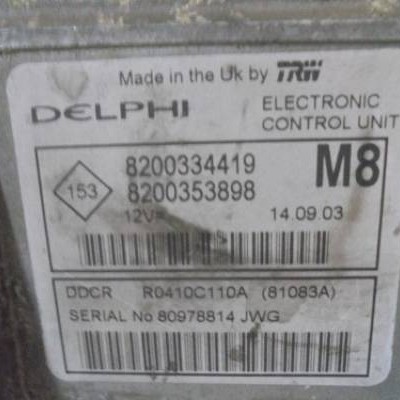 Made in the Uk by TRW
DELPHI
ELECTRONIC
CONTROL UNIT
8200334419
M8
153
8200353898
12V=
14.09.03
DDCR R0410C110A (81083A)
SERIAL No 80978814 JWG